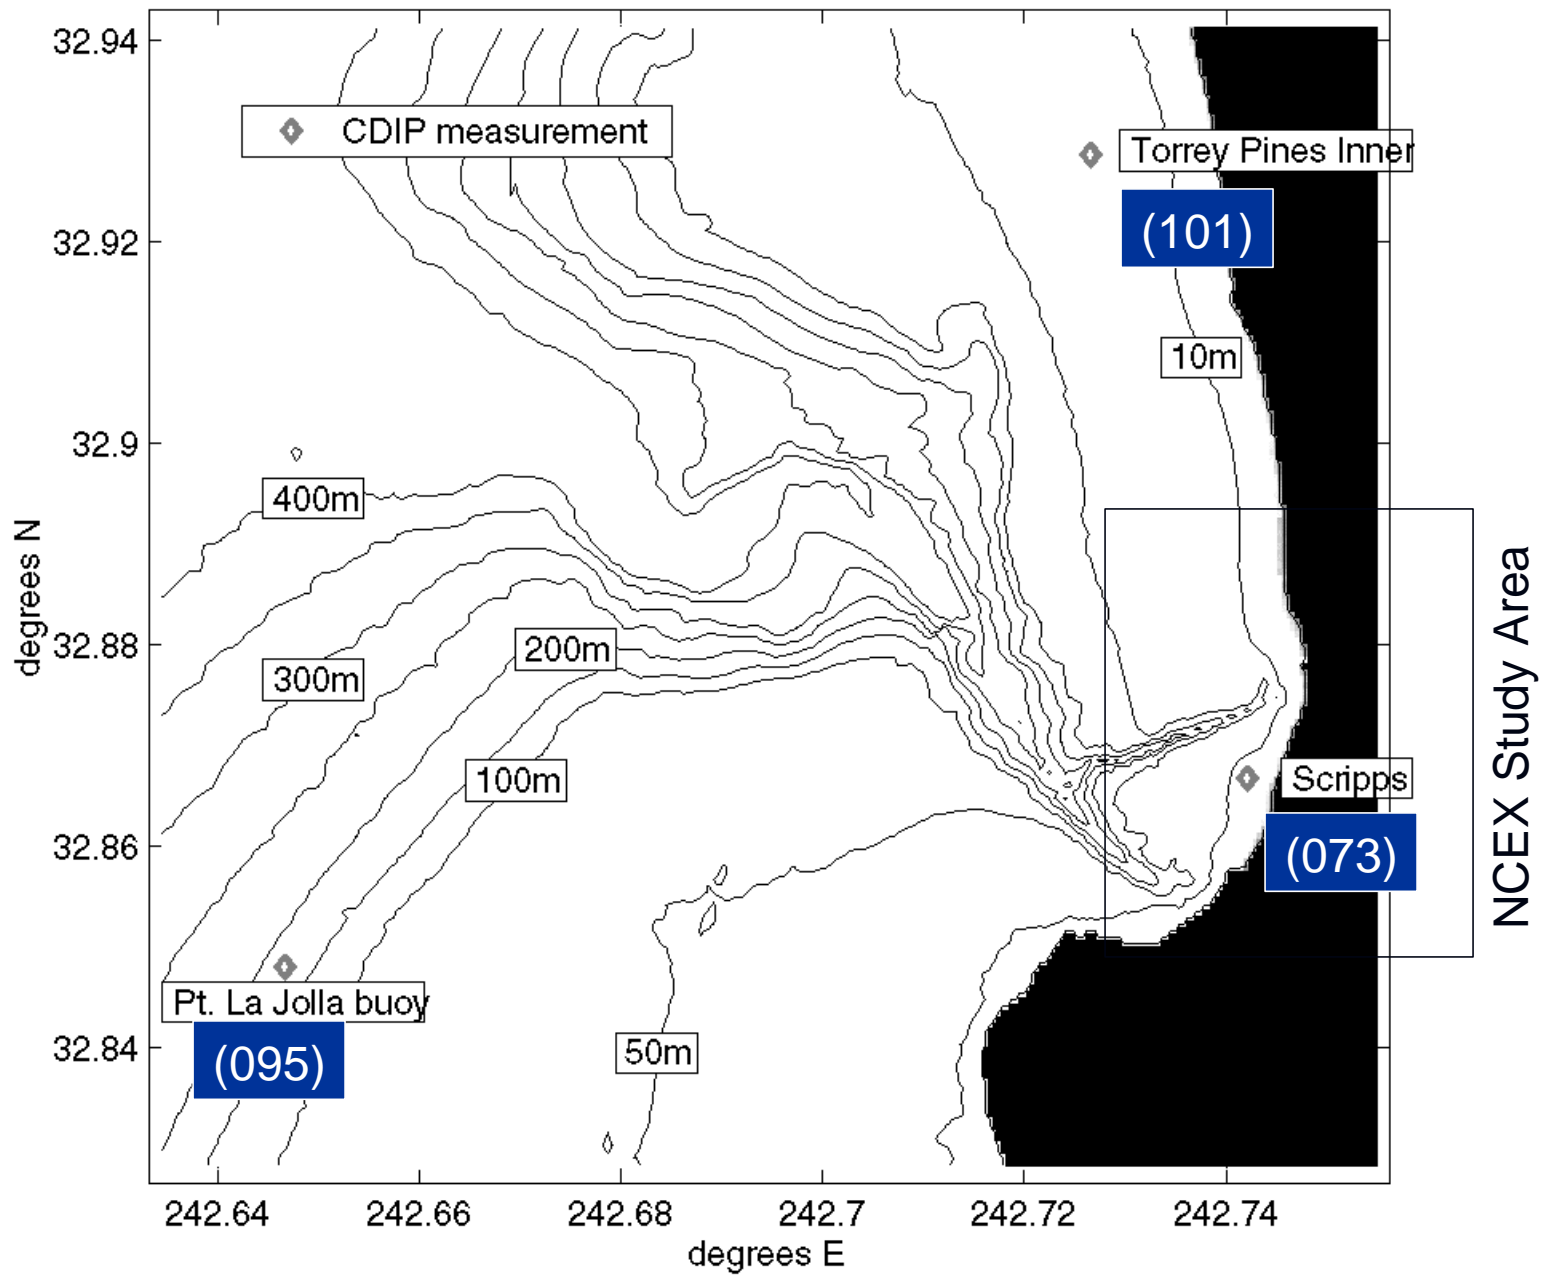 32.94
CDIP measurement
Torrey Pines Inner
(101)
32.92
10m
32.9
400m
degrees N
NCEX Study Area
32.88
200m
300m
100m
Scripps
32.86
(073)
Pt. La Jolla buoy
(095)
32.84
50m
242.64
242.66
242.68
242.7
242.72
242.74
degrees E